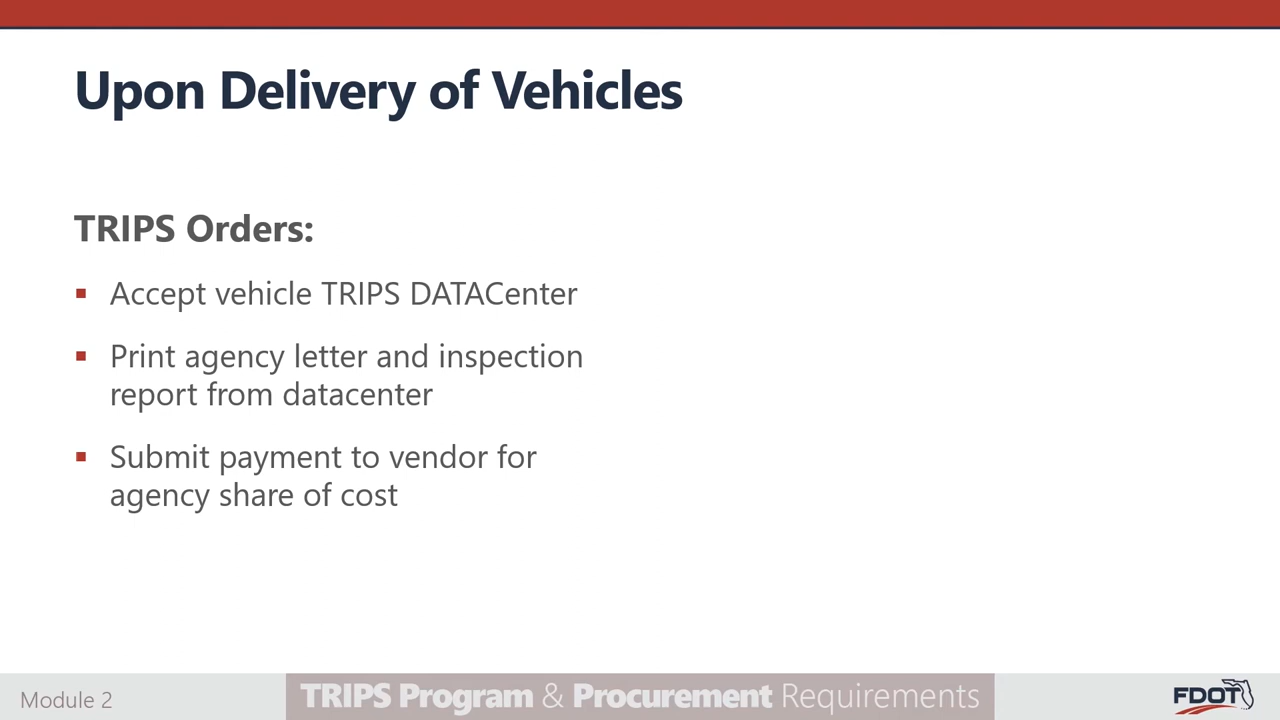 Upon Delivery of Vehicles
TRIPS Orders:
Accept vehicle TRIPS DATACenter
Print agency letter and inspection
report from datacenter
Submit payment to vendor for
agency share of cost
Module 2
TRIPS Program & Procurement Requirements
FDOT